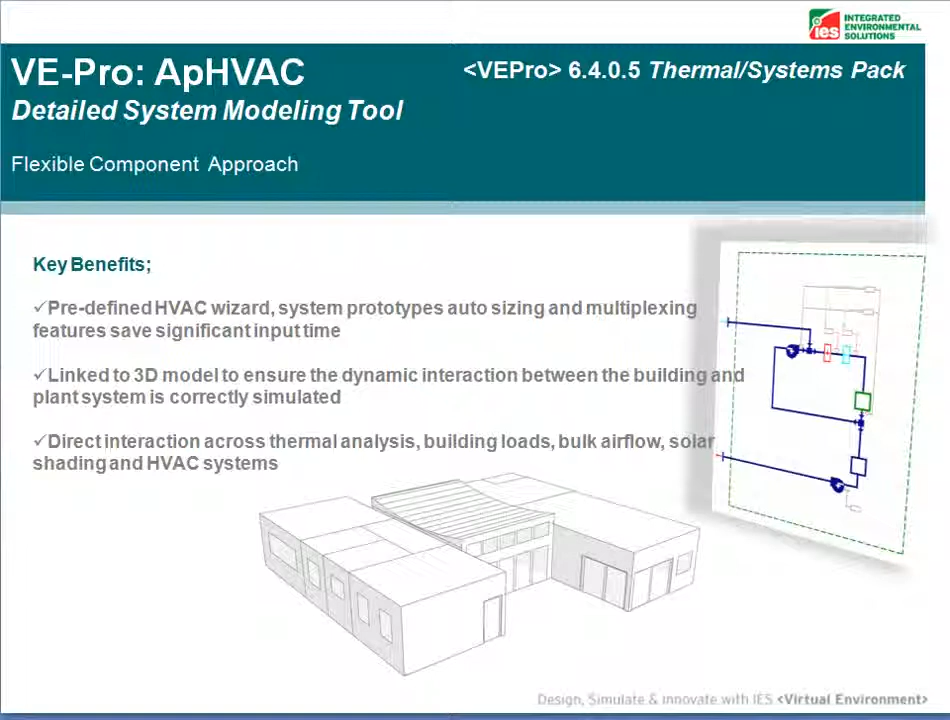 ies INTEGRATED
ENVIRONMENTAL
SOLUTIONS
VE-Pro: ApHVAC
<VEPro> 6.4.0.5 Thermal/Systems Pack
Detailed System Modeling Tool
Flexible Component Approach
Key Benefits;
✓Pre-defined HVAC wizard, system prototypes auto sizing and multiplexing
features save significant input time
✓Linked to 3D model to ensure the dynamic interaction between the building and
plant system is correctly simulated
✓Direct interaction across thermal analysis, building loads, bulk airflow, solar
shading and HVAC systems
Design, Simulate & innovate with IES <Virtual Environment>